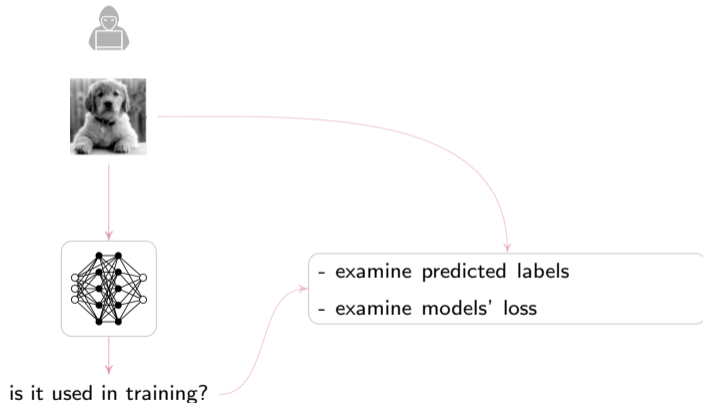 - examine predicted labels
- examine models' loss
is it used in training?